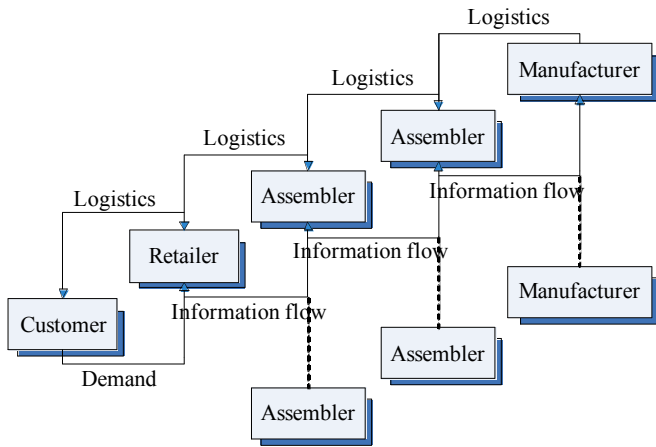 Logistics
Manufacturer
Logistics
Assembler
Logistics
Assembler
Information flow
Logistics
Retailer
Information flow
Manufacturer
Customer
Information flow
Assembler
Demand
Assembler